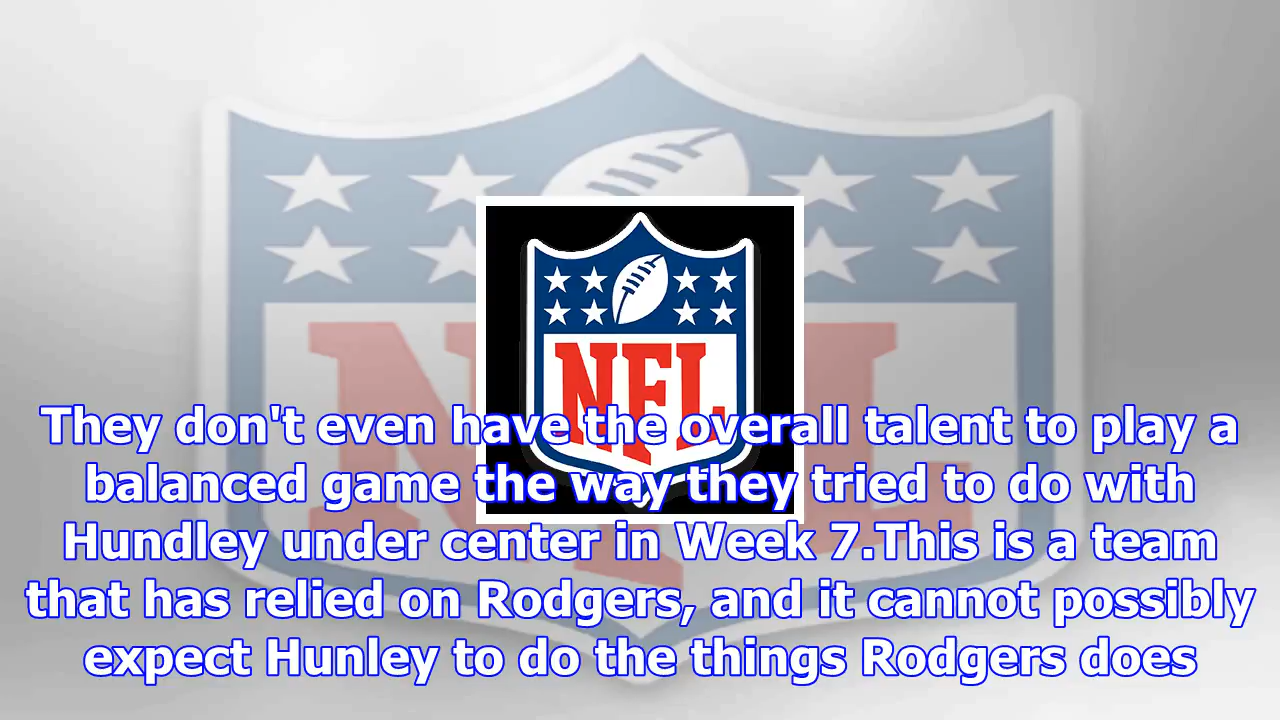 NFL
They don't even have the overall talent to play a
balanced game the way they tried to do with
Hundley under center in Week 7.This is a team
that has relied on Rodgers, and it cannot possibly
expect Hunley to do the things Rodgers does